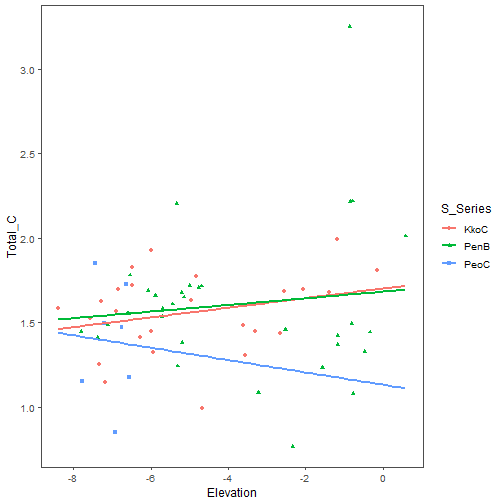 3.0
2.5
2.0
1.5
1.0
Total_C
-8
-6
-4
-2
0
Elevation
S_Series
KkoC
PenB
PeoC